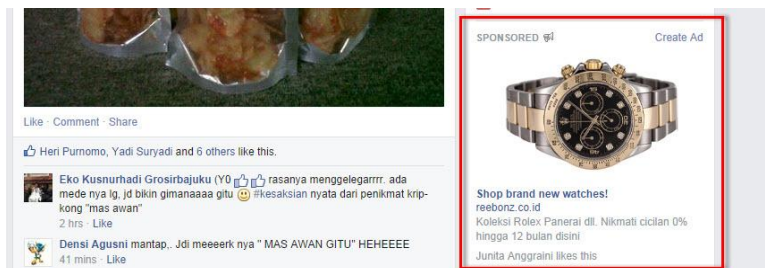 Like · Comment · Share
Heri Purnomo, Yadi Suryadi and 6 others like this.
Eko Kusnurhadi Grosirbajuku (Y0 rasanya menggelegarrrr. ada
mede nya lg, jd bikin gimanaaaa gitu #kesaksian nyata dari penikmat krip-
kong "mas awan"
2 hrs · Like
Densi Agusni mantap,. Jdi meeeerk nya " MAS AWAN GITU" HEHEEEE
41 mins · Like
SPONSORED
Create Ad
Shop brand new watches!
reebonz.co.id
Koleksi Rolex Panerai dll. Nikmati cicilan 0%
hingga 12 bulan disini
Junita Anggraini likes this